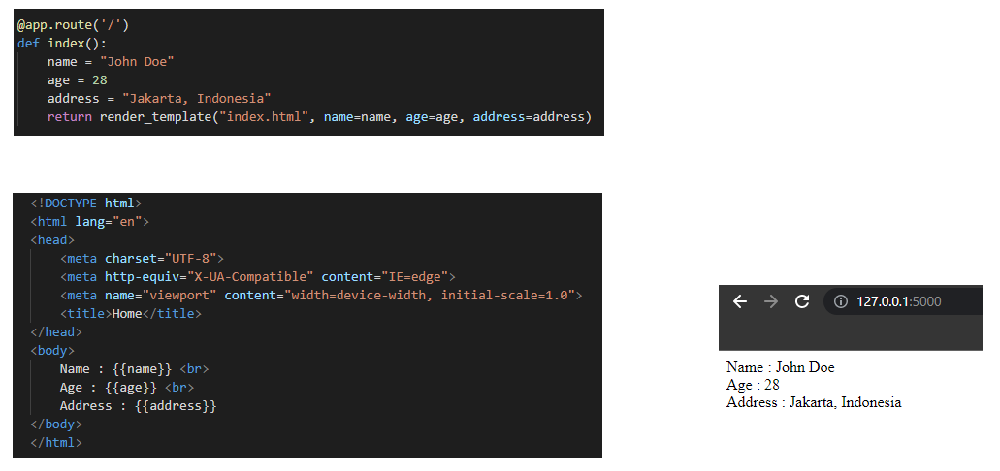 @app.route('/')
def index():
    name = "John Doe"
    age = 28
    address = "Jakarta, Indonesia"
    return render_template("index.html", name=name, age=age, address=address)
<!DOCTYPE html>
<html lang="en">
<head>
    <meta charset="UTF-8">
    <meta http-equiv="X-UA-Compatible" content="IE=edge">
    <meta name="viewport" content="width=device-width, initial-scale=1.0">
    <title>Home</title>
</head>
<body>
    Name : {{name}} <br>
    Age : {{age}} <br>
    Address : {{address}}
</body>
</html>
127.0.0.1:5000
Name : John Doe
Age : 28
Address : Jakarta, Indonesia